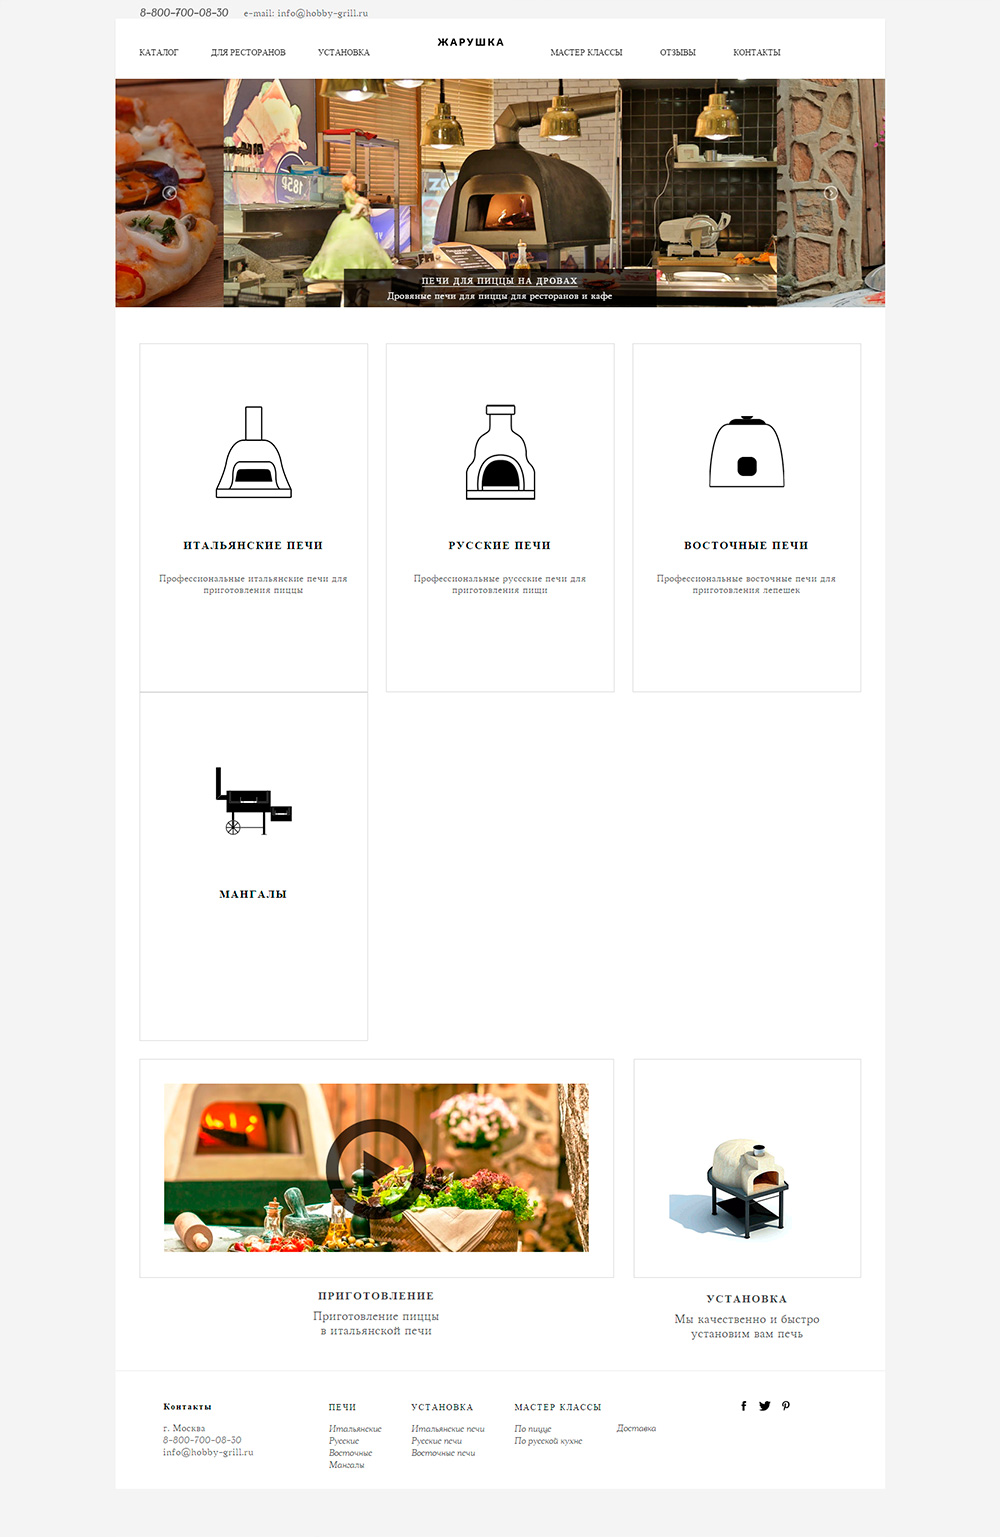 8-800-700-08-30 e-mail: info@hobby-grill.ru
ЖАРУШКА
КАТАЛОГ ДЛЯ РЕСТОРАНОВ УСТАНОВКА МАСТЕР КЛАССЫ ОТЗЫВЫ КОНТАКТЫ
185Р
ПЕЧИ ДЛЯ ПИЦЦЫ НА ДРОВАХ
Дровяные печи для пиццы для ресторанов и кафе
ИТАЛЬЯНСКИЕ ПЕЧИ
Профессиональные итальянские печи для
приготовления пиццы
РУССКИЕ ПЕЧИ
Профессиональные руссские печи для
приготовления пищи
ВОСТОЧНЫЕ ПЕЧИ
Профессиональные восточные печи для
приготовления лепешек
МАНГАЛЫ
ПРИГОТОВЛЕНИЕ
Приготовление пиццы
в итальянской печи
УСТАНОВКА
Мы качественно и быстро
установим вам печь
Контакты
г. Москва
8-800-700-08-30
info@hobby-grill.ru
ПЕЧИ
Итальянские
Русские
Восточные
Мангалы
УСТАНОВКА
Итальянские печи
Русские печи
Восточные печи
МАСТЕР КЛАССЫ
По пицце
По русской кухне
Доставка